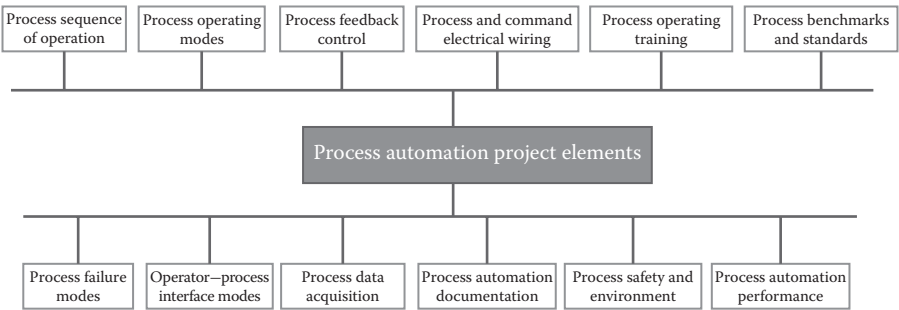 Process sequence
of operation
Process operating
modes
Process feedback
control
Process and command
electrical wiring
Process operating
training
Process benchmarks
and standards
Process automation project elements
Process failure
modes
Operator—process
interface modes
Process data
acquisition
Process automation
documentation
Process safety and
environment
Process automation
performance